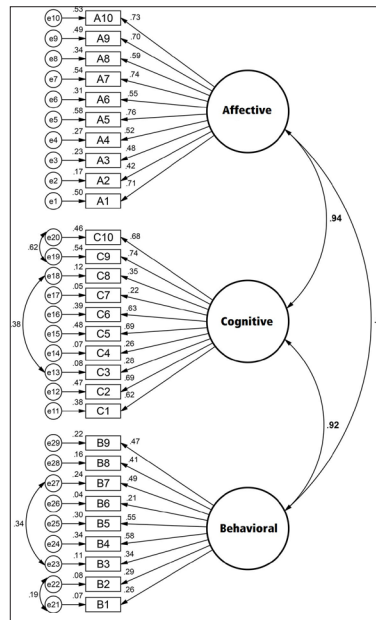 .53
e10 A10 .73
.49
e9 A9 .70
.34
e8 A8 .59
.54
e7 A7 .74
.31
e6 A6 .55
.58
e5 A5 .76
.27
e4 A4 .52
.23
e3 A3 .48
.17
e2 A2 .42
.50
e1 A1 .71
Affective
.94
.46
e20 C10 .68
.62
.54
e19 C9 .74
.12
e18 C8 .35
.05
e17 C7 .22
.39
e16 C6 .63
.38
.48
e15 C5 .69
.07
e14 C4 .26
.08
e13 C3 .28
.47
e12 C2 .69
.38
e11 C1 .62
Cognitive
.92
.22
e29 B9 .47
.16
e28 B8 .41
.24
e27 B7 .49
.04
e26 B6 .21
.34
.30
e25 B5 .55
.34
e24 B4 .58
.11
e23 B3 .34
.08
e22 B2 .29
.19
.07
e21 B1 .26
Behavioral